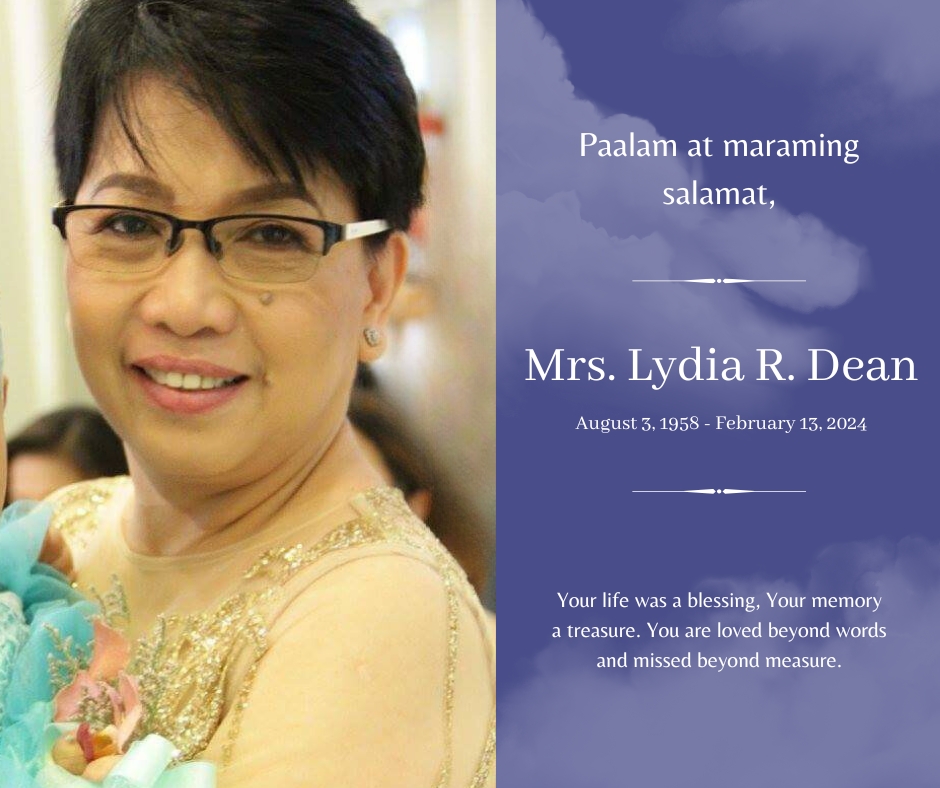 Paalam at maraming
salamat,
Mrs. Lydia R. Dean
August 3, 1958 - February 13, 2024
Your life was a blessing, Your memory
a treasure. You are loved beyond words
and missed beyond measure.